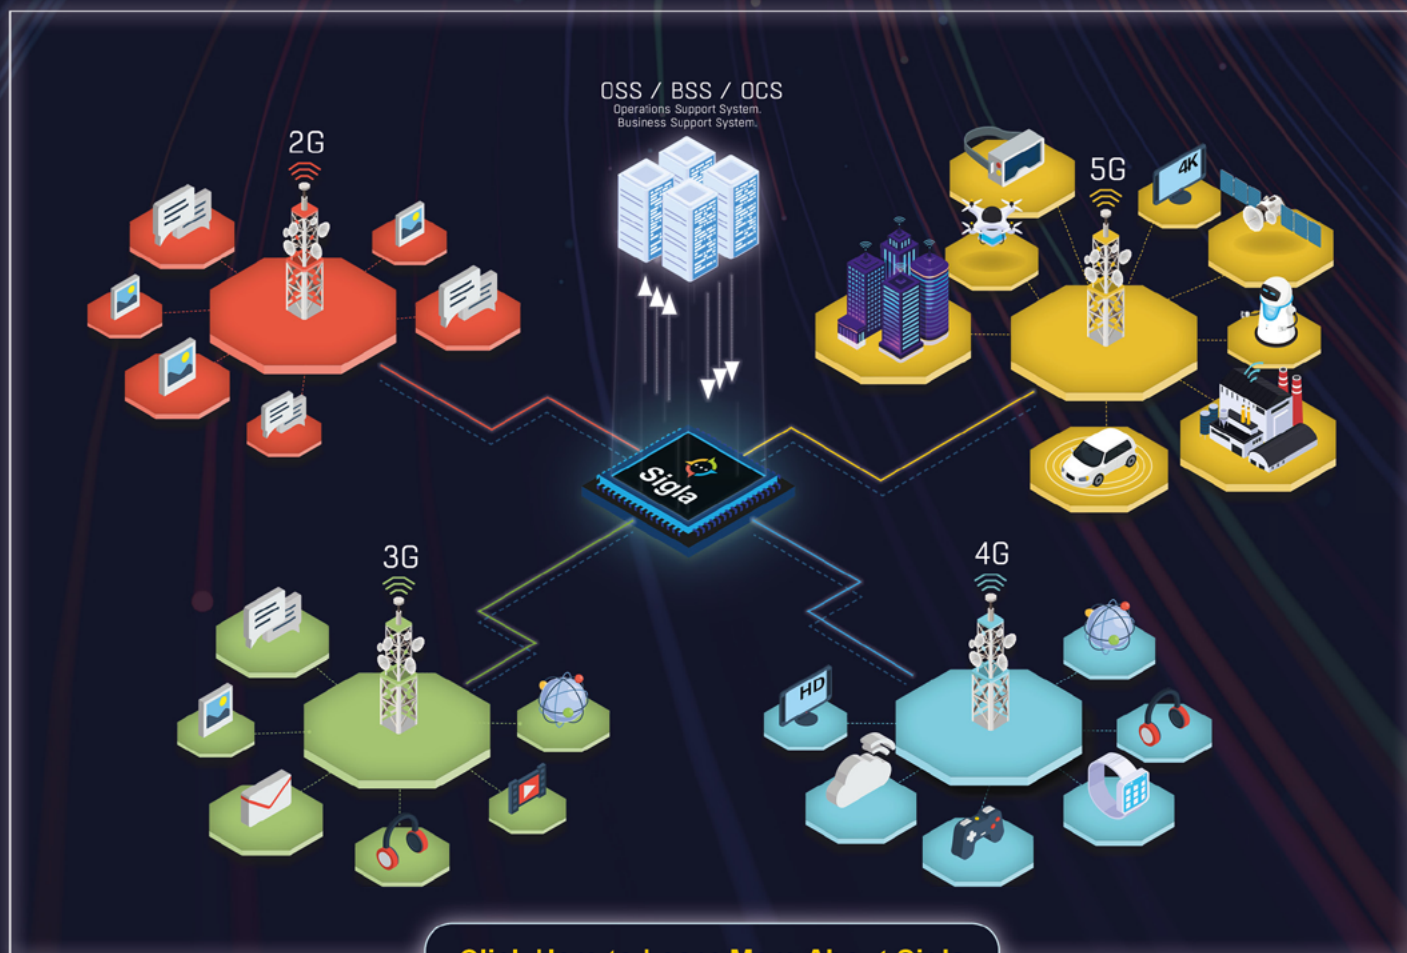 OSS / BSS / OCS
Operations Support System.
Business Support System.
2G
5G
4K
Sigla
3G
4G
HD